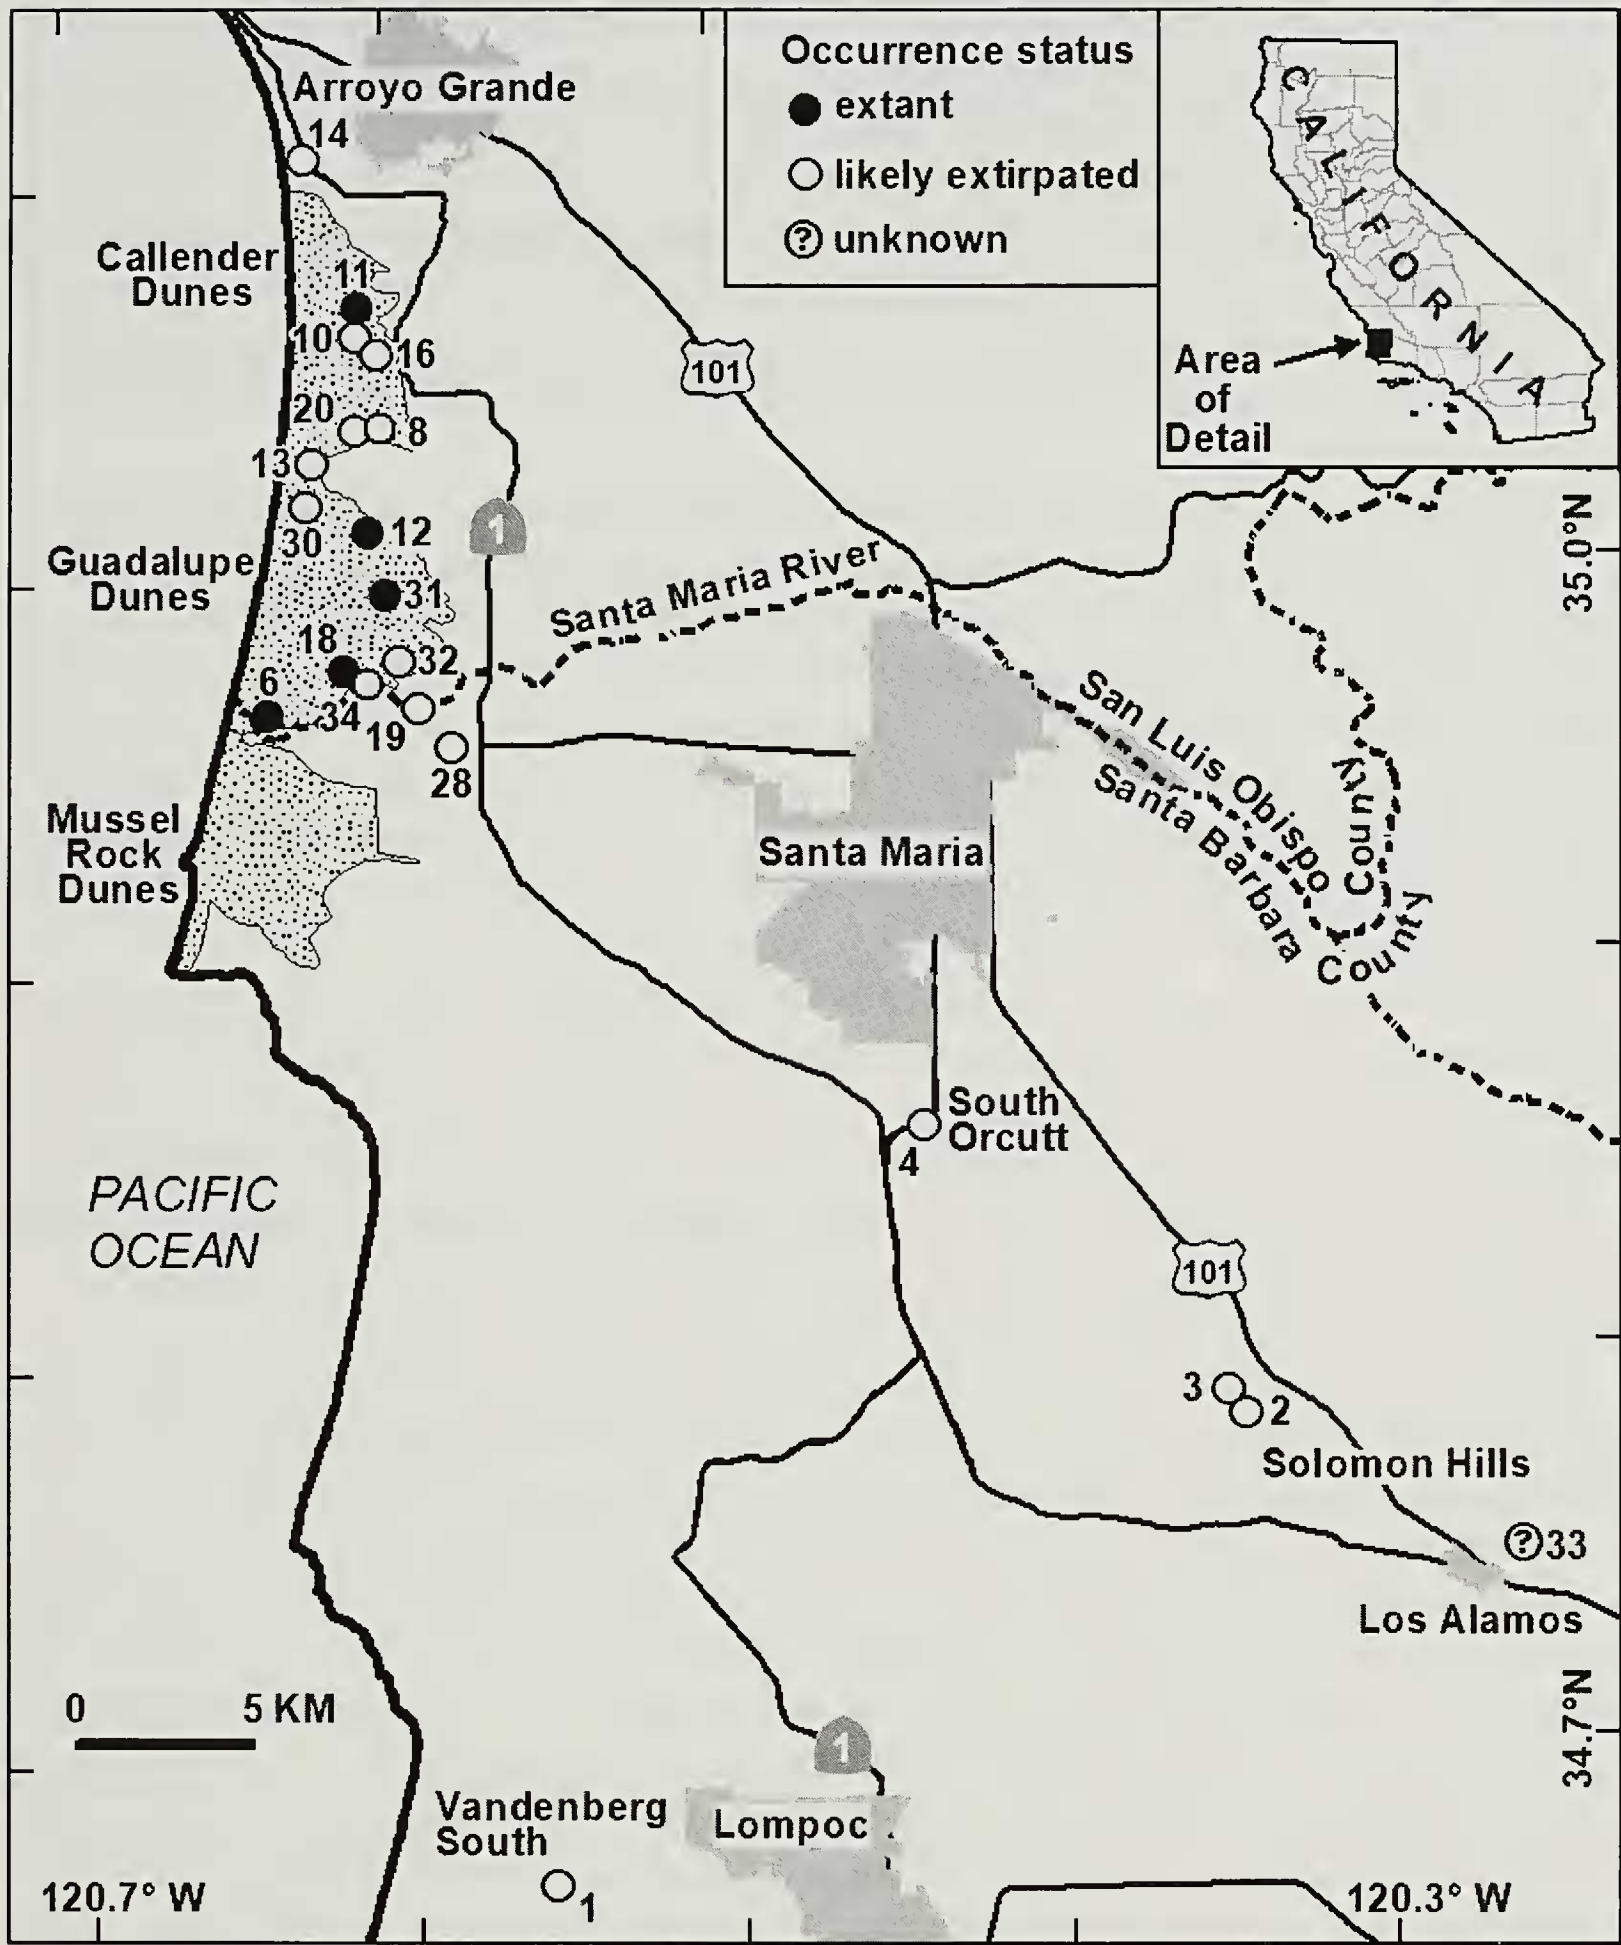 Occurrence status
extant
likely extirpated
? unknown
CALIFORNIA
Area
of
Detail
Arroyo Grande
14
Callender
Dunes
11
10
16
101
20
8
13
30
12
1
35.0°N
Guadalupe
Dunes
31
Santa Maria River
18
32
6
34
19
28
San Luis Obispo County
Santa Barbara County
Mussel
Rock
Dunes
Santa Maria
South
Orcutt
4
PACIFIC
OCEAN
101
3
2
Solomon Hills
? 33
Los Alamos
0 5 KM
34.7°N
1
Vandenberg
South
Lompoc
1
120.7° W
120.3° W